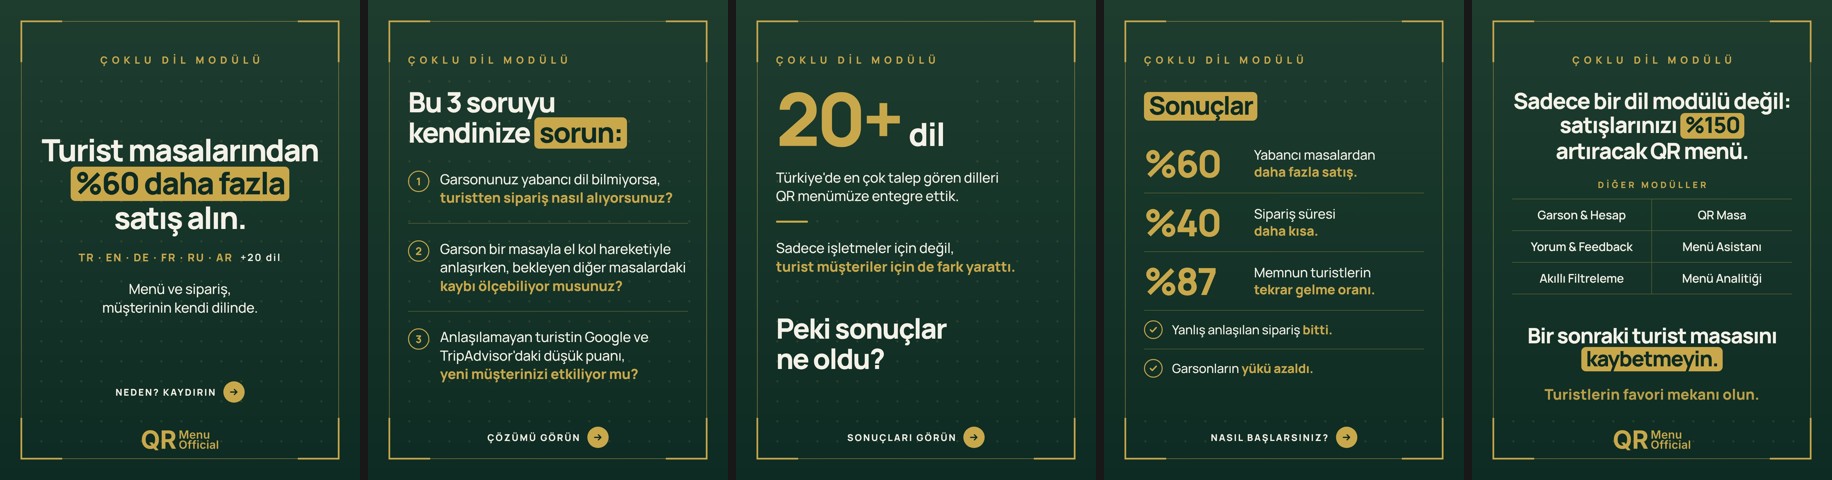 ÇOKLU DİL MODÜLÜ
Turist masalarından
%60 daha fazla
satış alın.
TR · EN · DE · FR · RU · AR +20 dil
Menü ve sipariş,
müşterinin kendi dilinde.
NEDEN? KAYDIRIN
QR Menu Official
ÇOKLU DİL MODÜLÜ
Bu 3 soruyu
kendinize sorun:
1 Garsonunuz yabancı dil bilmiyorsa,
turistten sipariş nasıl alıyorsunuz?
2 Garson bir masayla el kol hareketiyle
anlaşırken, bekleyen diğer masalardaki
kaybı ölçebiliyor musunuz?
3 Anlaşılamayan turistin Google ve
TripAdvisor'daki düşük puanı,
yeni müşterinizi etkiliyor mu?
ÇÖZÜMÜ GÖRÜN
ÇOKLU DİL MODÜLÜ
20+ dil
Türkiye'de en çok talep gören dilleri
QR menümüze entegre ettik.
Sadece işletmeler için değil,
turist müşteriler için de fark yarattı.
Peki sonuçlar
ne oldu?
SONUÇLARI GÖRÜN
ÇOKLU DİL MODÜLÜ
Sonuçlar
%60 Yabancı masalardan
daha fazla satış.
%40 Sipariş süresi
daha kısa.
%87 Memnun turistlerin
tekrar gelme oranı.
Yanlış anlaşılan sipariş bitti.
Garsonların yükü azaldı.
NASIL BAŞLARSINIZ?
ÇOKLU DİL MODÜLÜ
Sadece bir dil modülü değil:
satışlarınızı %150
artıracak QR menü.
DİĞER MODÜLLER
Garson & Hesap QR Masa
Yorum & Feedback Menü Asistanı
Akıllı Filtreleme Menü Analitiği
Bir sonraki turist masasını
kaybetmeyin.
Turistlerin favori mekanı olun.
QR Menu Official